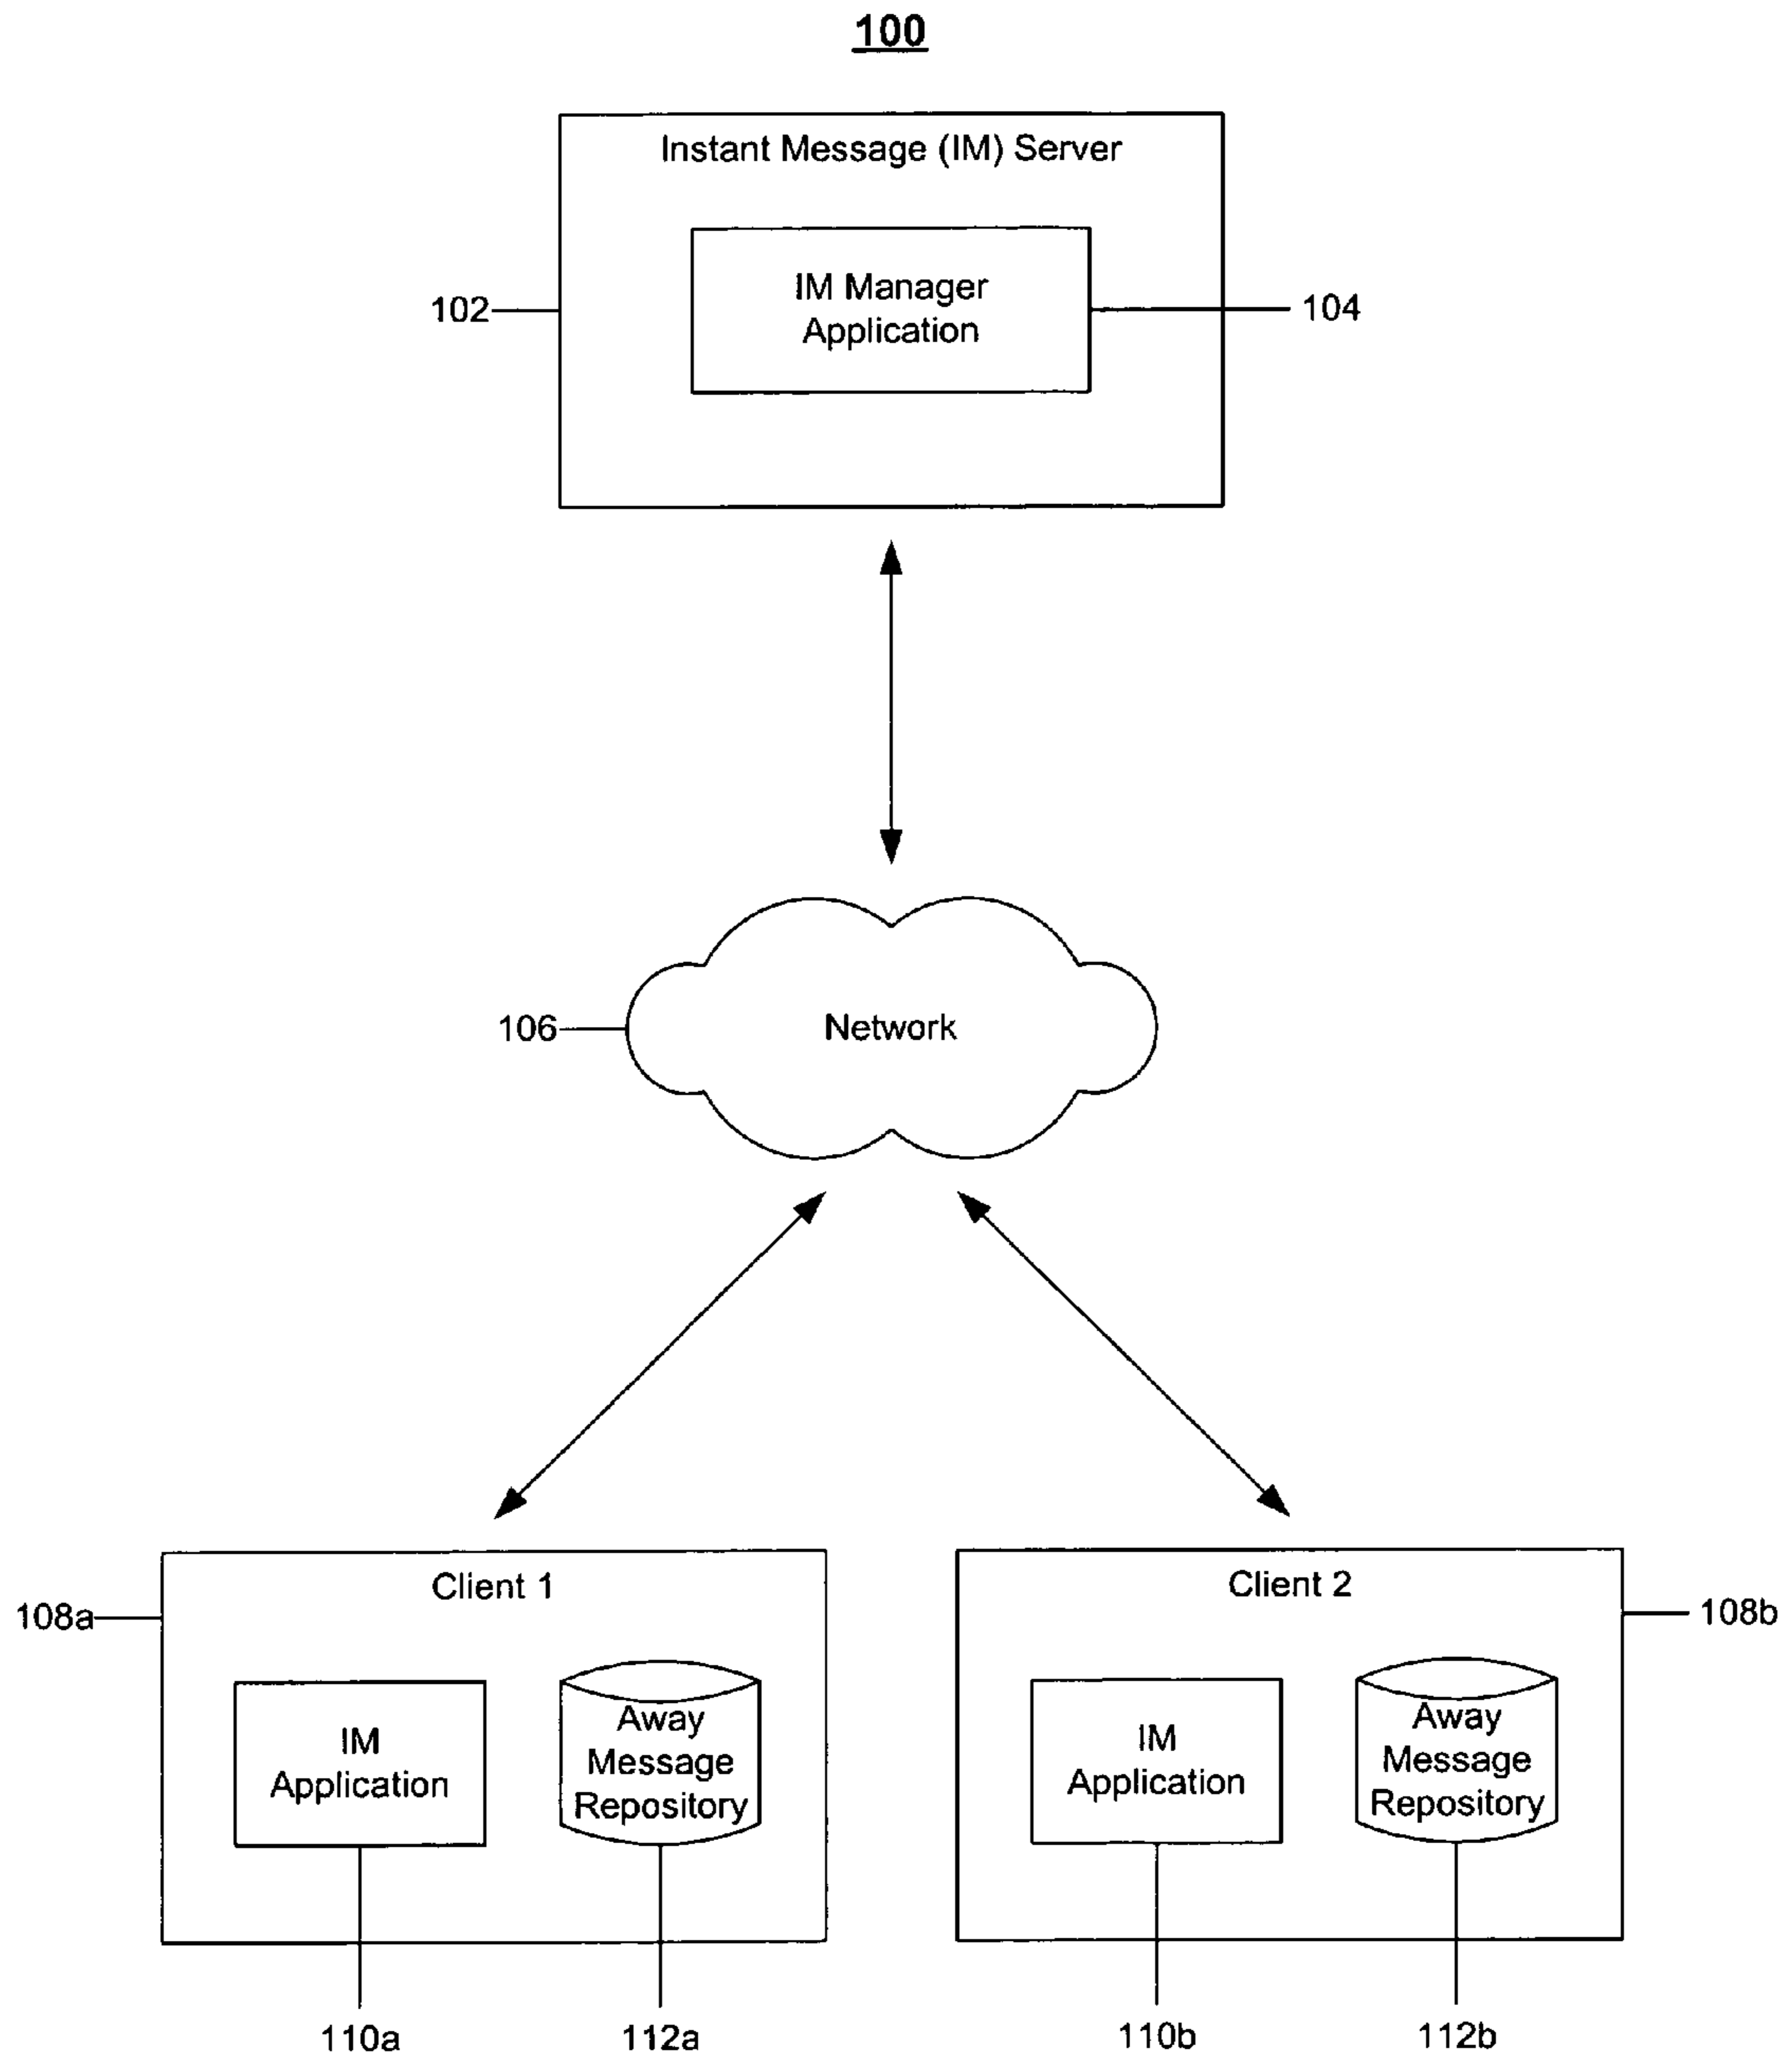 100
Instant Message (IM) Server
IM Manager
Application
102
104
106
Network
Client 1
Client 2
108a
108b
IM
Application
Away
Message
Repository
IM
Application
Away
Message
Repository
110a
112a
110b
112b